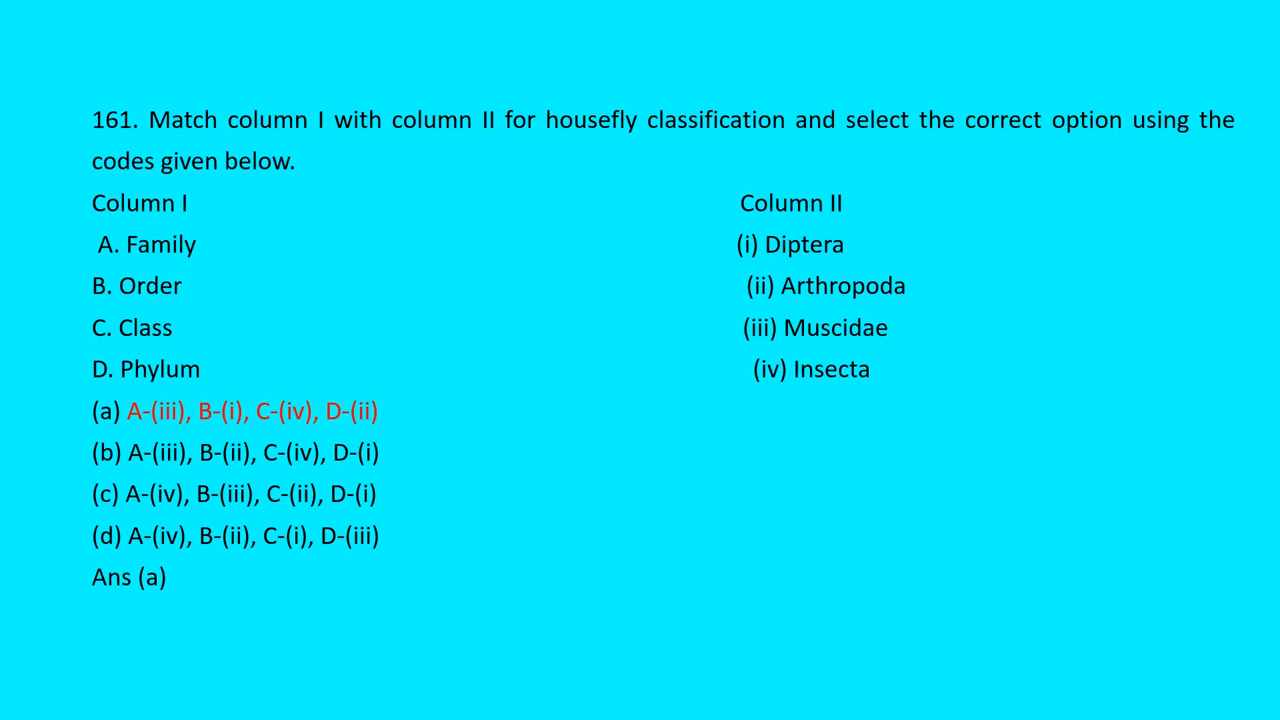 161. Match column I with column II for housefly classification and select the correct option using the
codes given below.
Column I Column II
A. Family (i) Diptera
B. Order (ii) Arthropoda
C. Class (iii) Muscidae
D. Phylum (iv) Insecta
(a) A-(iii), B-(i), C-(iv), D-(ii)
(b) A-(iii), B-(ii), C-(iv), D-(i)
(c) A-(iv), B-(iii), C-(ii), D-(i)
(d) A-(iv), B-(ii), C-(i), D-(iii)
Ans (a)